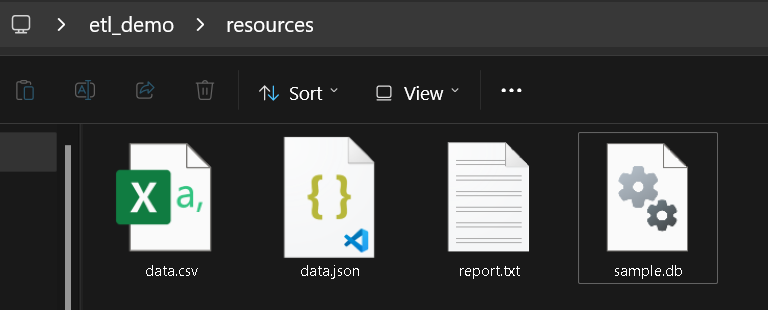 etl_demo > resources
Sort View ...
X a,
{ }
data.csv data.json report.txt sample.db